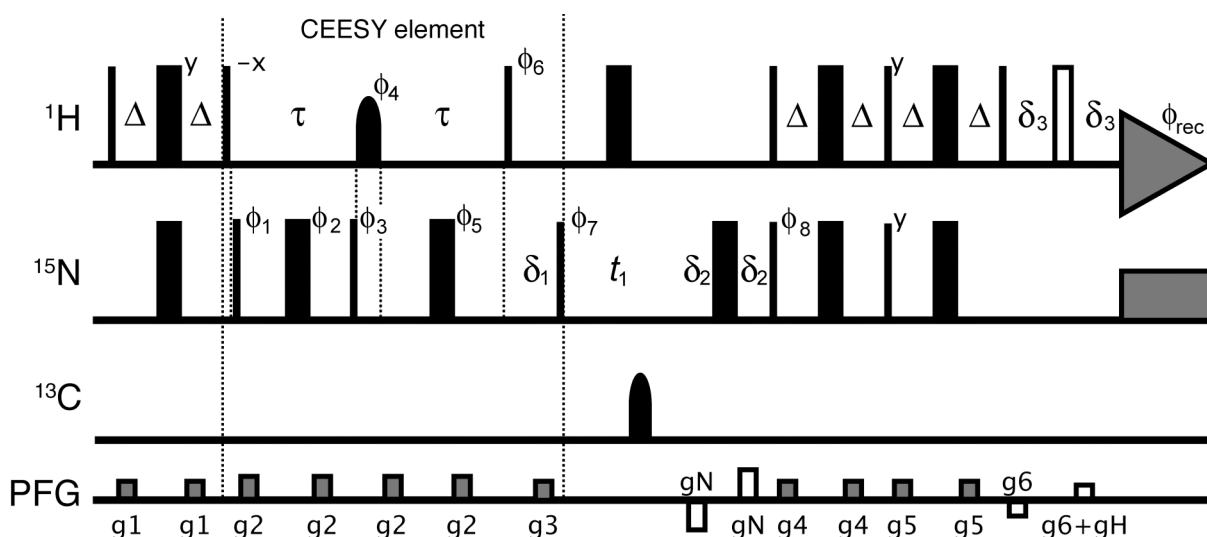 CEESY element
¹H Δ y Δ −x τ ϕ4 τ ϕ6 Δ Δ y Δ Δ δ3 δ3 ϕrec
¹⁵N ϕ1 ϕ2 ϕ3 ϕ5 δ1 ϕ7 t1 δ2 δ2 ϕ8 y
¹³C
PFG gN g6
g1 g1 g2 g2 g2 g2 g3 gN g4 g4 g5 g5 g6+gH